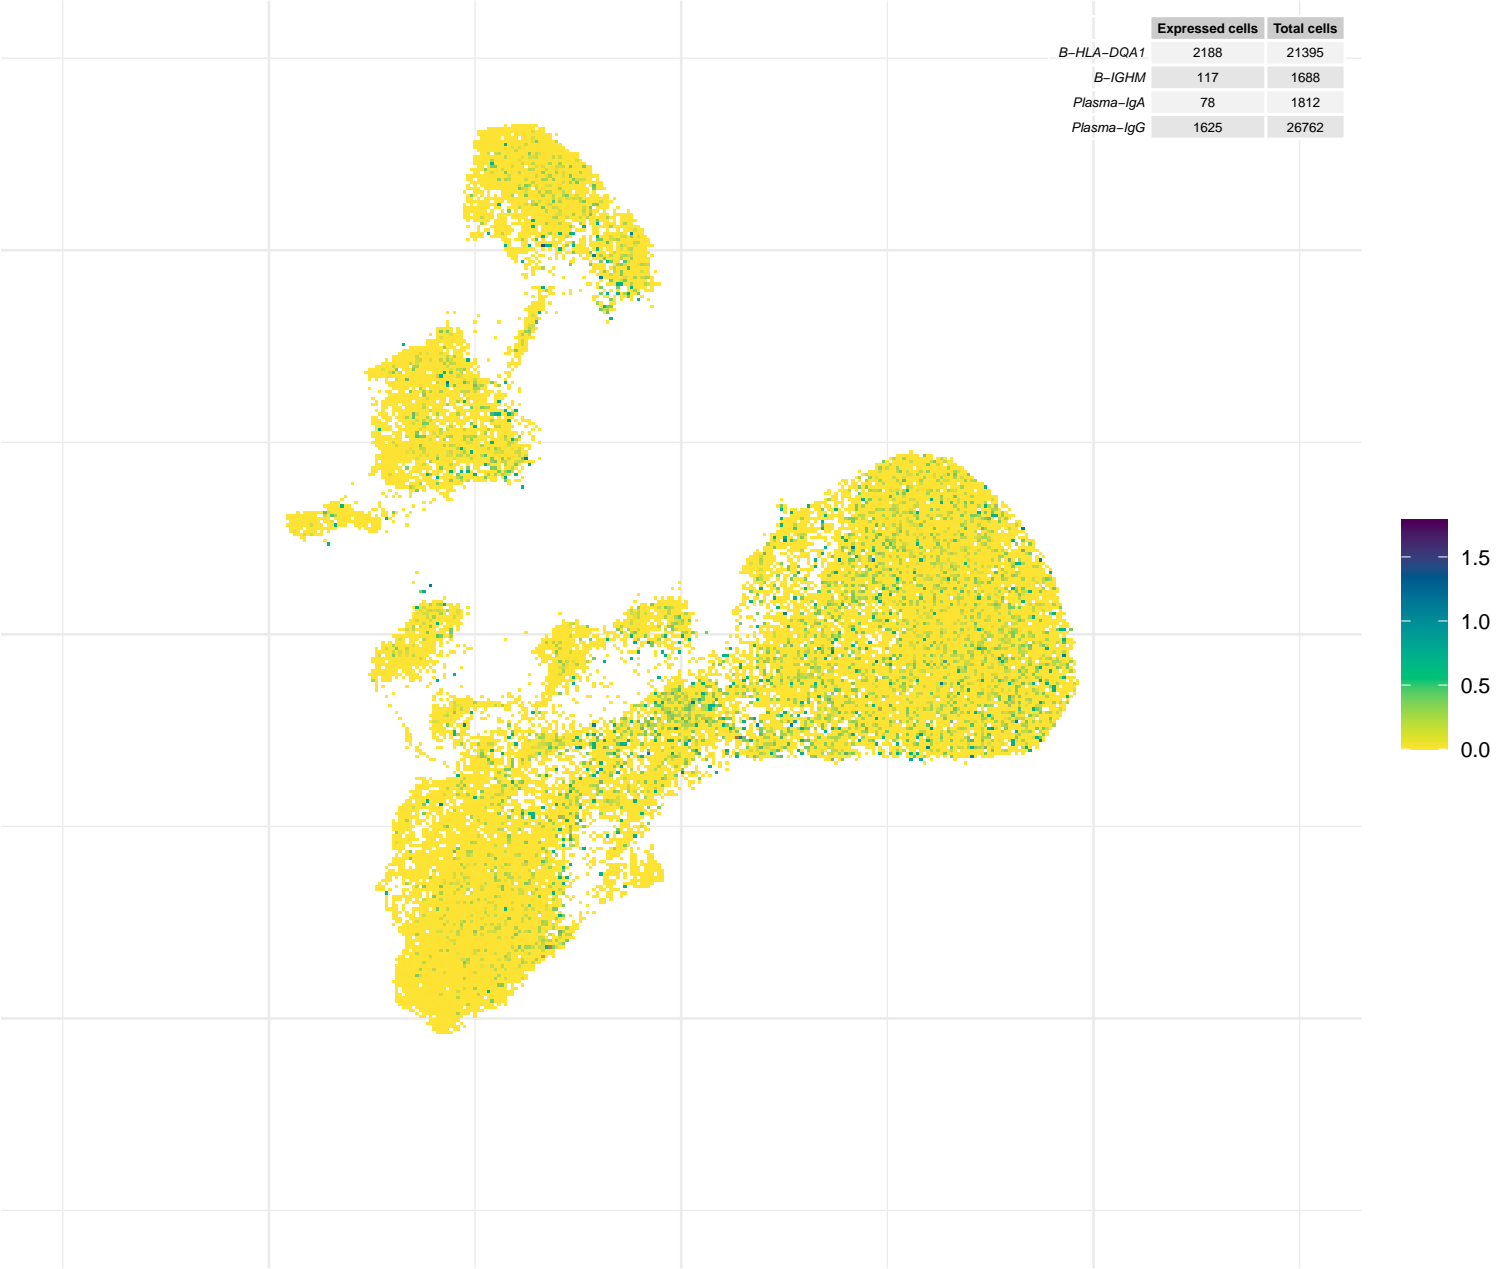 Expressed cells Total cells
B−HLA−DQA1 2188 21395
B−IGHM 117 1688
Plasma−IgA 78 1812
Plasma−IgG 1625 26762
1.5
1.0
0.5
0.0